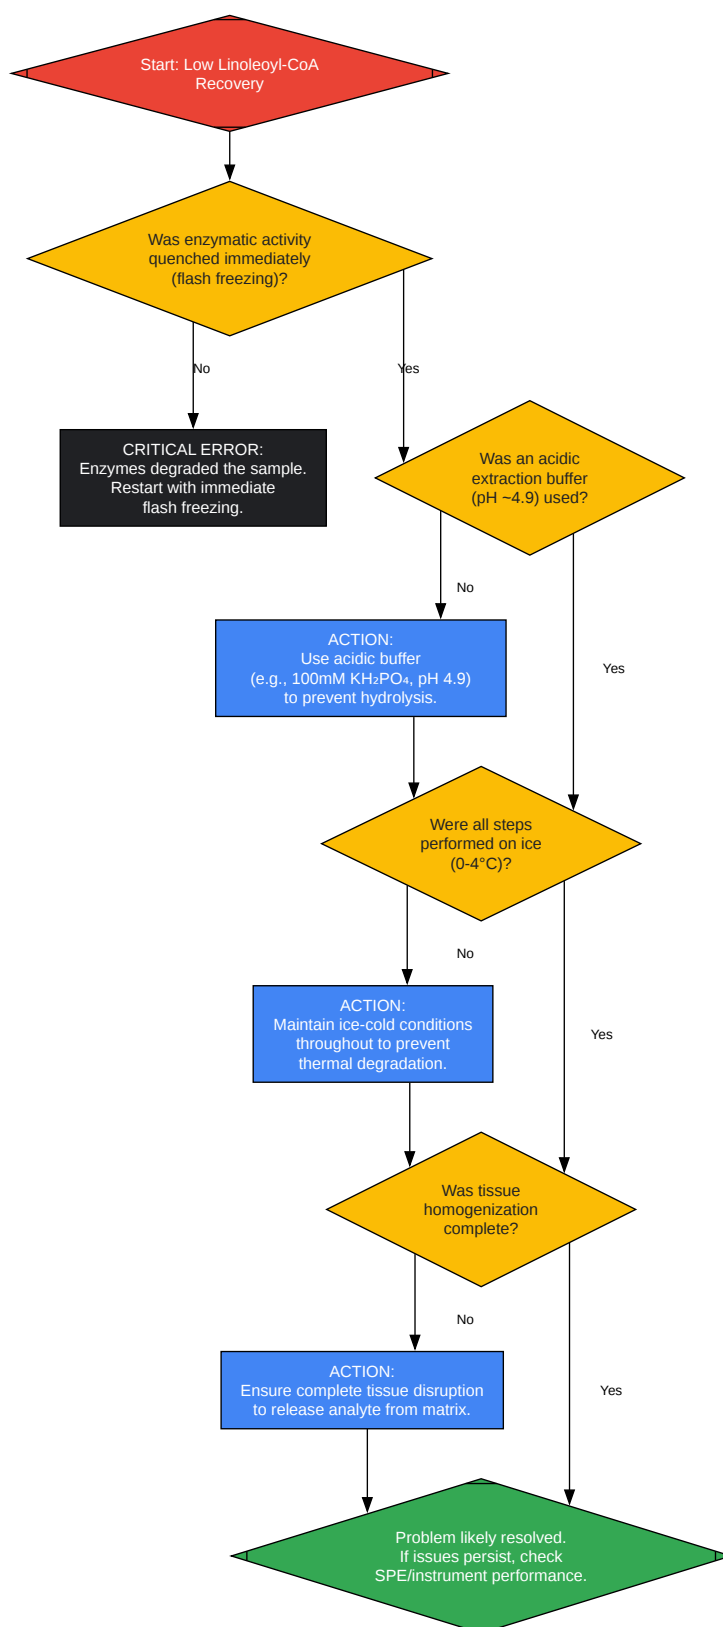 Start: Low Linoleoyl-CoA
Recovery
Was enzymatic activity
quenched immediately
(flash freezing)?
No
Yes
CRITICAL ERROR:
Enzymes degraded the sample.
Restart with immediate
flash freezing.
Was an acidic
extraction buffer
(pH ~4.9) used?
No
Yes
ACTION:
Use acidic buffer
(e.g., 100mM KH₂PO₄, pH 4.9)
to prevent hydrolysis.
Were all steps
performed on ice
(0-4°C)?
No
Yes
ACTION:
Maintain ice-cold conditions
throughout to prevent
thermal degradation.
Was tissue
homogenization
complete?
No
Yes
ACTION:
Ensure complete tissue disruption
to release analyte from matrix.
Problem likely resolved.
If issues persist, check
SPE/instrument performance.